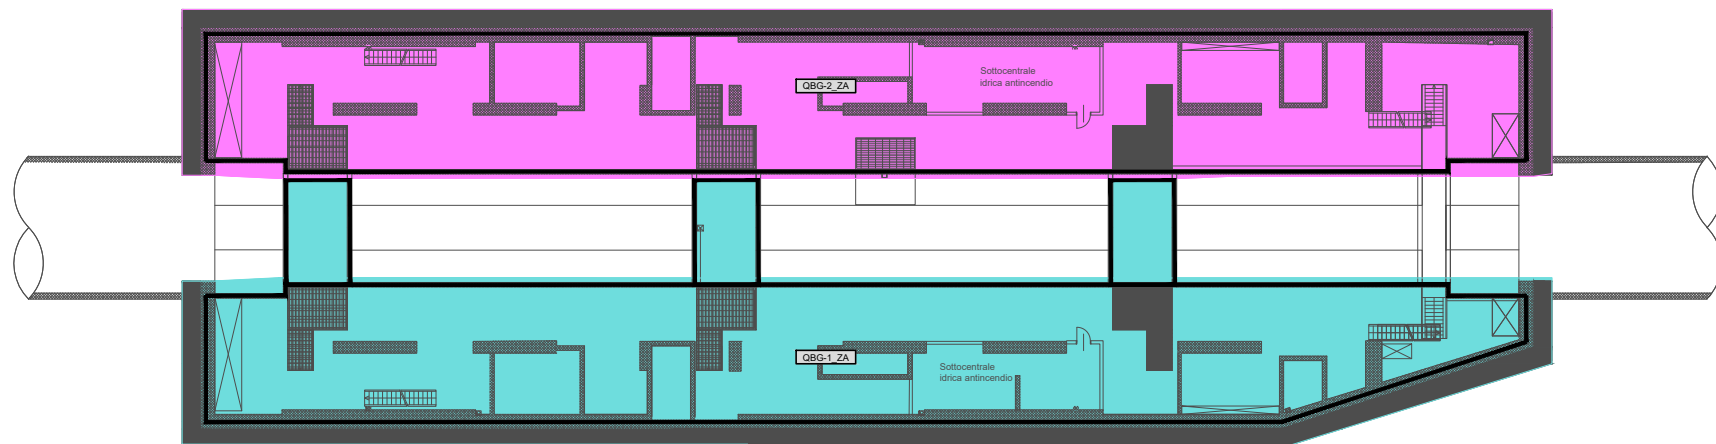 QBG-2_ZA
Sottocentrale
idrica antincendio
QBG-1_ZA
Sottocentrale
idrica antincendio